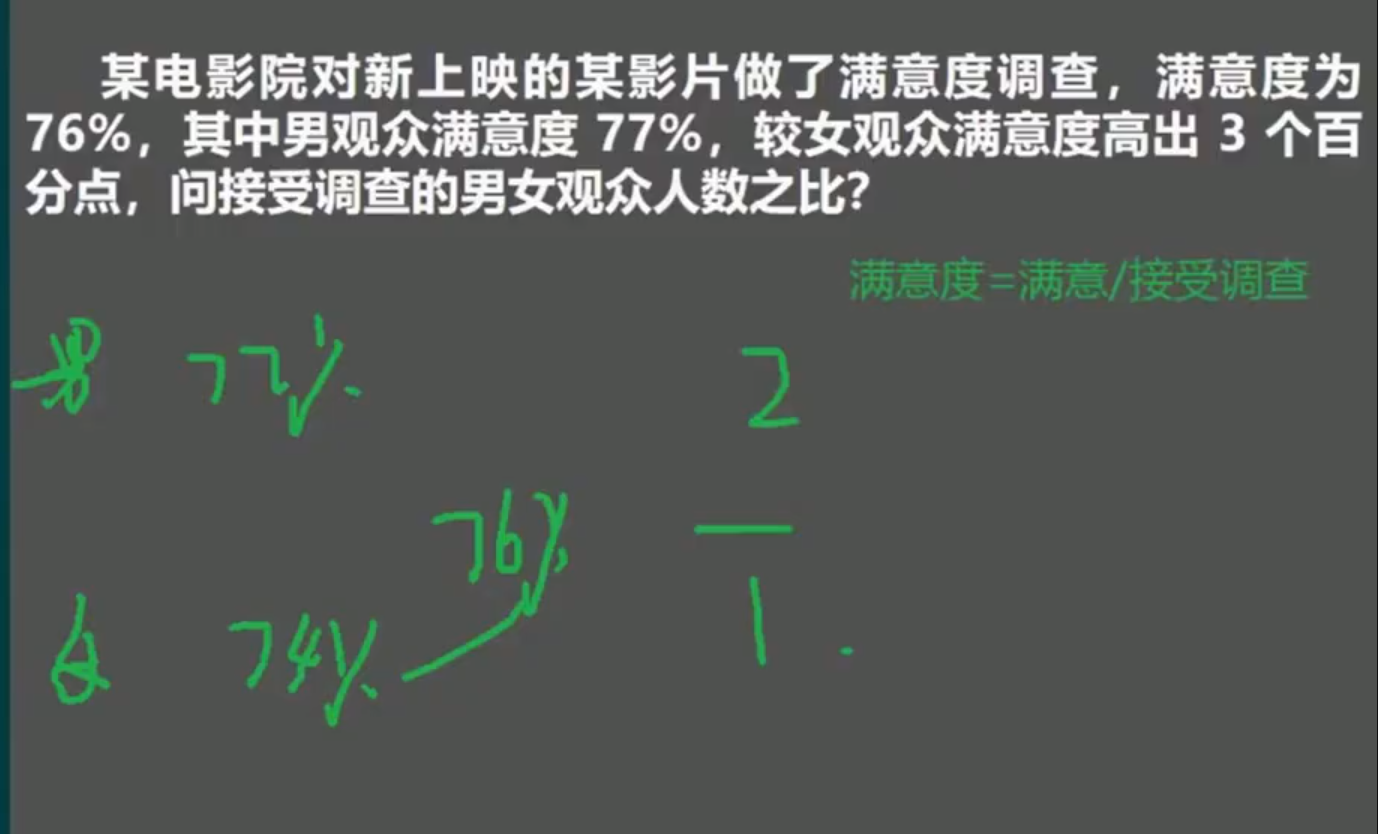 某电影院对新上映的某影片做了满意度调查，满意度为
76%，其中男观众满意度 77%，较女观众满意度高出 3 个百
分点，问接受调查的男女观众人数之比？
满意度=满意/接受调查
男 77% 2
76%
女 74% 1